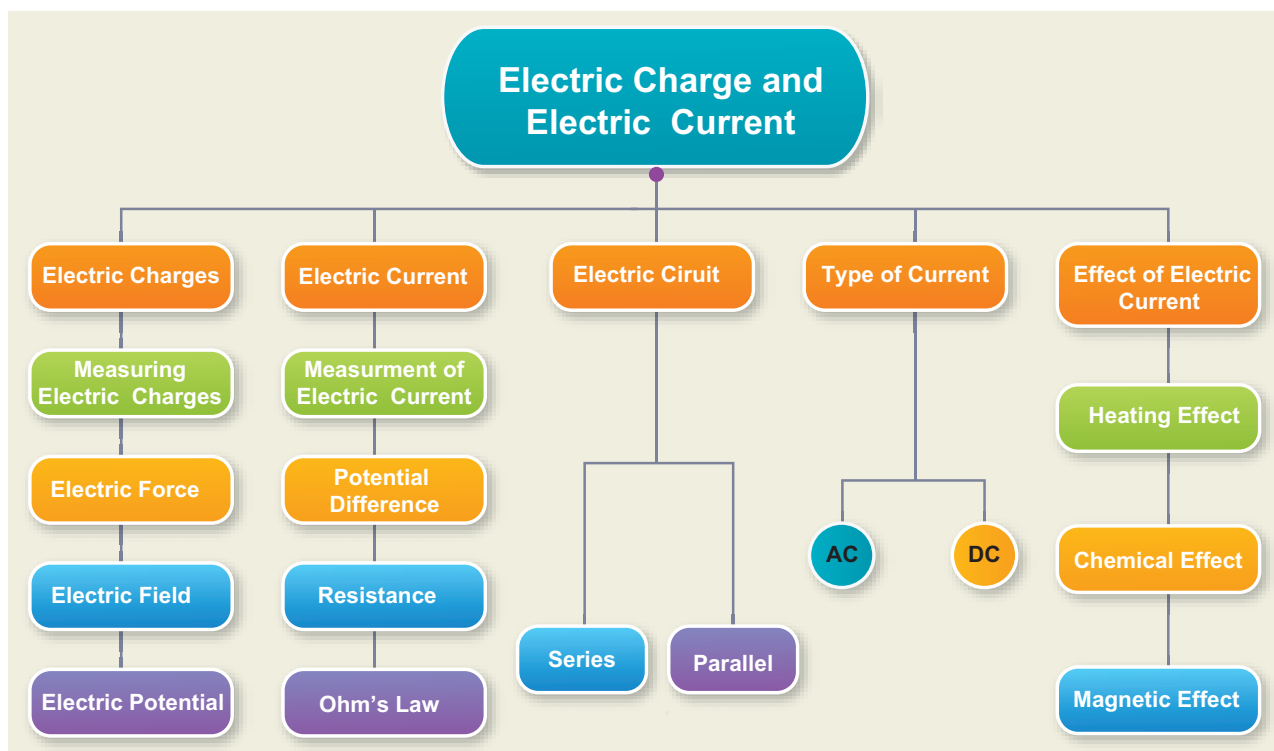 Electric Charge and
Electric Current
Electric Charges
Measuring
Electric Charges
Electric Force
Electric Field
Electric Potential
Electric Current
Measurment of
Electric Current
Potential
Difference
Resistance
Ohm's Law
Electric Ciruit
Series
Parallel
Type of Current
AC
DC
Effect of Electric
Current
Heating Effect
Chemical Effect
Magnetic Effect